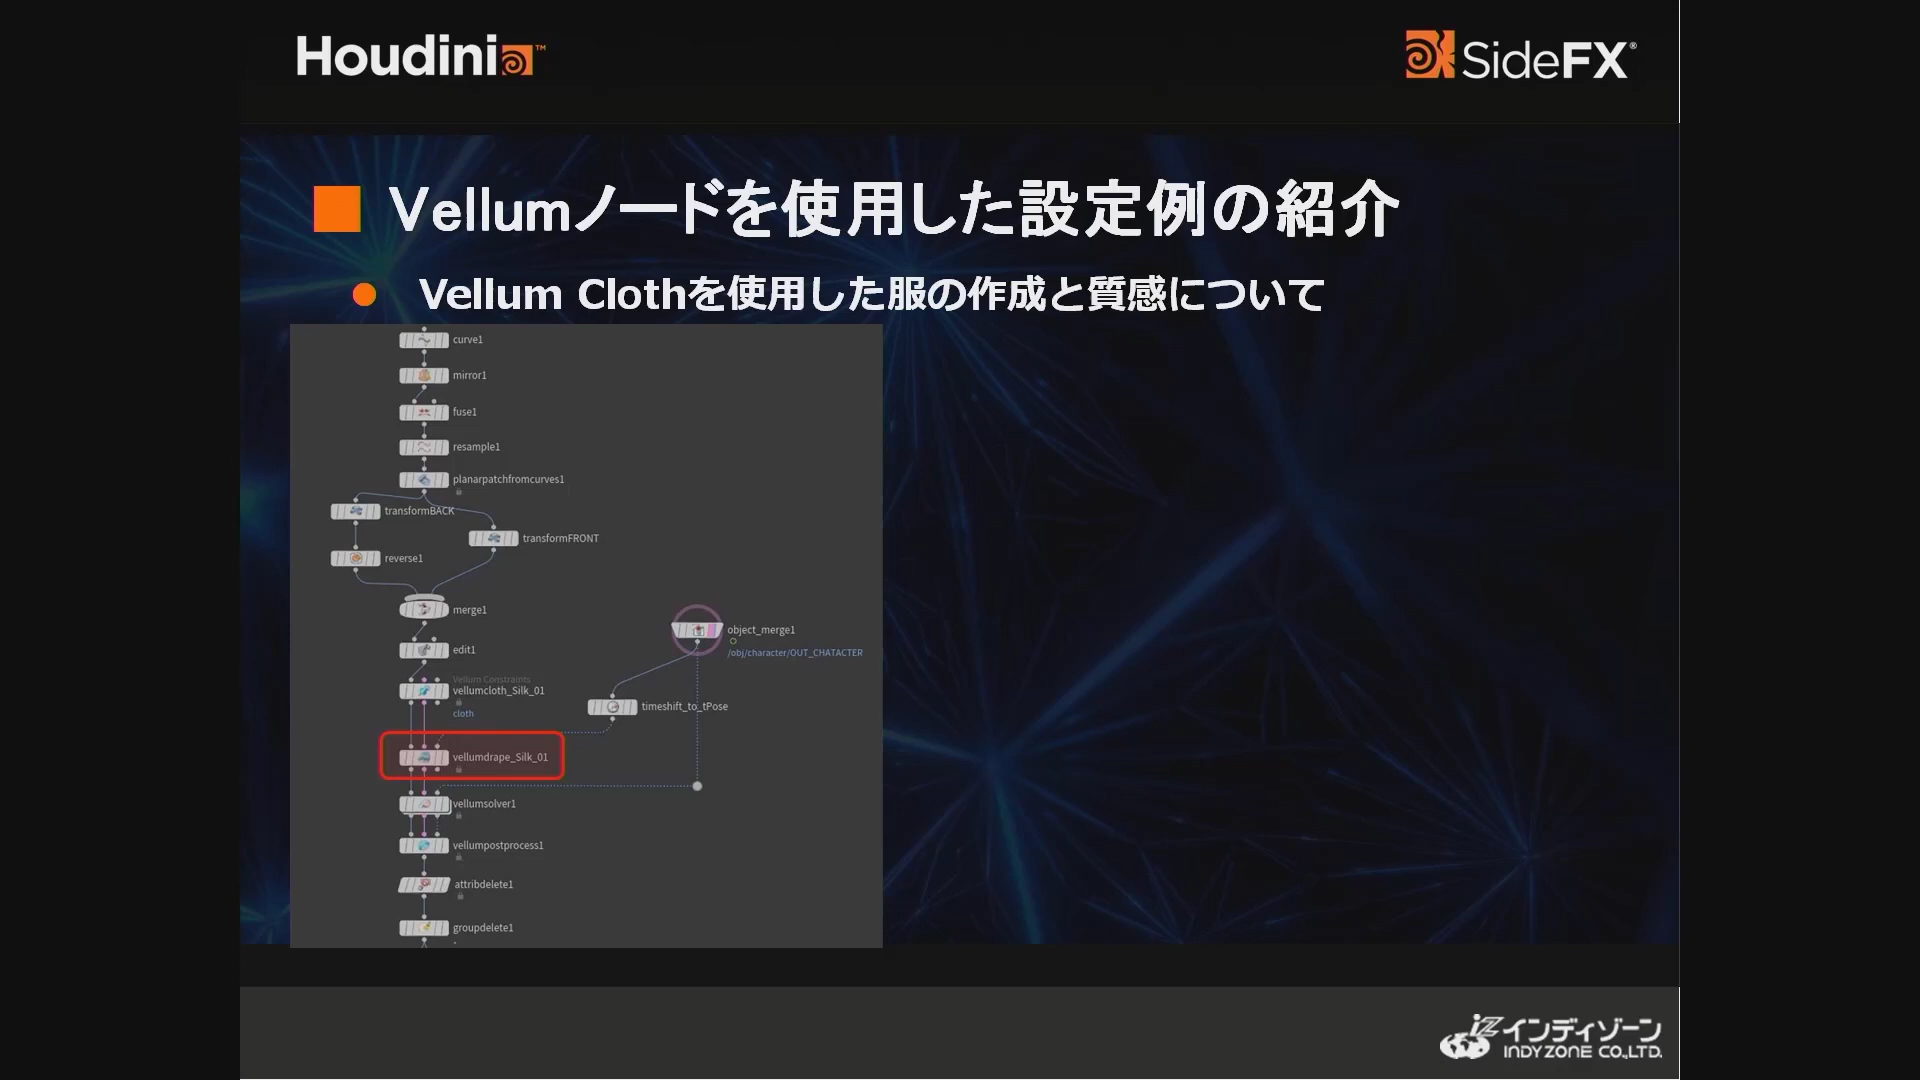 Houdini™
SideFX®
Vellumノードを使用した設定例の紹介
Vellum Clothを使用した服の作成と質感について
curve1
mirror1
fuse1
resample1
planarpatchfromcurves1
transformBACK
transformFRONT
reverse1
merge1
object_merge1
/obj/character/OUT_CHATACTER
edit1
Vellum Constraints
vellumcloth_Silk_01
cloth
timeshift_to_tPose
vellumdrape_Silk_01
vellumsolver1
vellumpostprocess1
attribdelete1
groupdelete1
iZ インディゾーン
INDYZONE CO.,LTD.